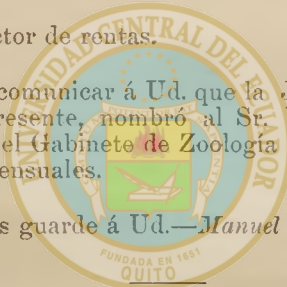 ctor de rentas.
comunicar á Ud. que la
resente, nombró al Sr.
el Gabinete de Zoología
ensuales.
s guarde á Ud.—Manuel
UNIVERSIDAD CENTRAL DEL ECUADOR
FUNDADA EN 1651
QUITO